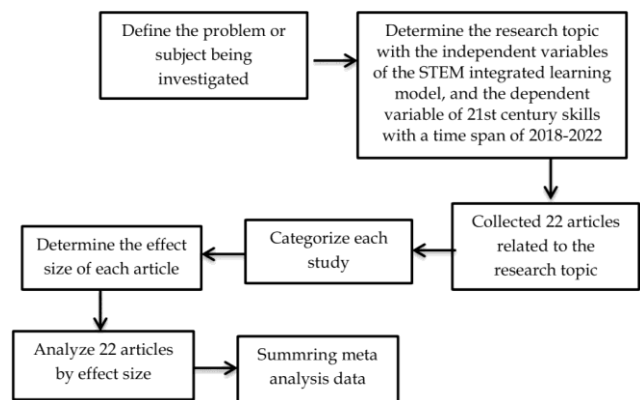 Define the problem or
subject being
investigated
Determine the research topic
with the independent variables
of the STEM integrated learning
model, and the dependent
variable of 21st century skills
with a time span of 2018-2022
Collected 22 articles
related to the
research topic
Categorize each
study
Determine the effect
size of each article
Analyze 22 articles
by effect size
Summring meta
analysis data